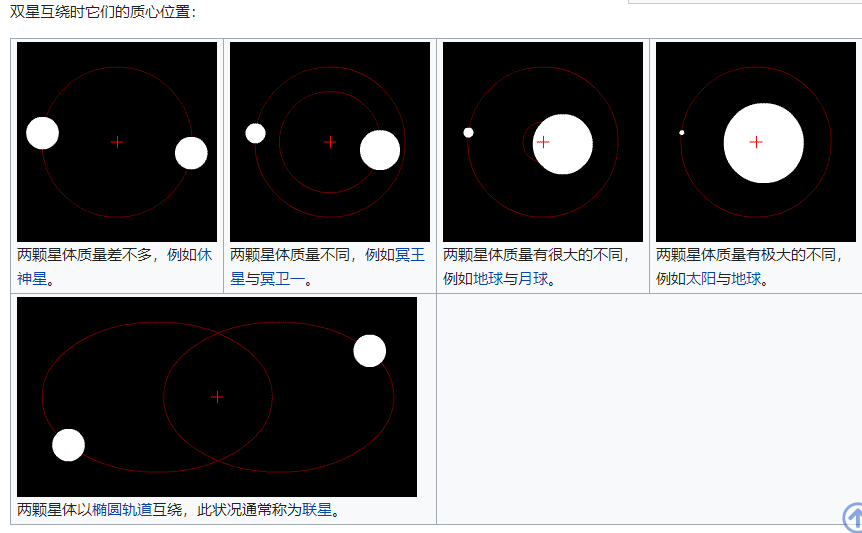 双星互绕时它们的质心位置：
两颗星体质量差不多，例如休
神星。
两颗星体质量不同，例如冥王
星与冥卫一。
两颗星体质量有很大的不同，
例如地球与月球。
两颗星体质量有极大的不同，
例如太阳与地球。
两颗星体以椭圆轨道互绕，此状况通常称为联星。